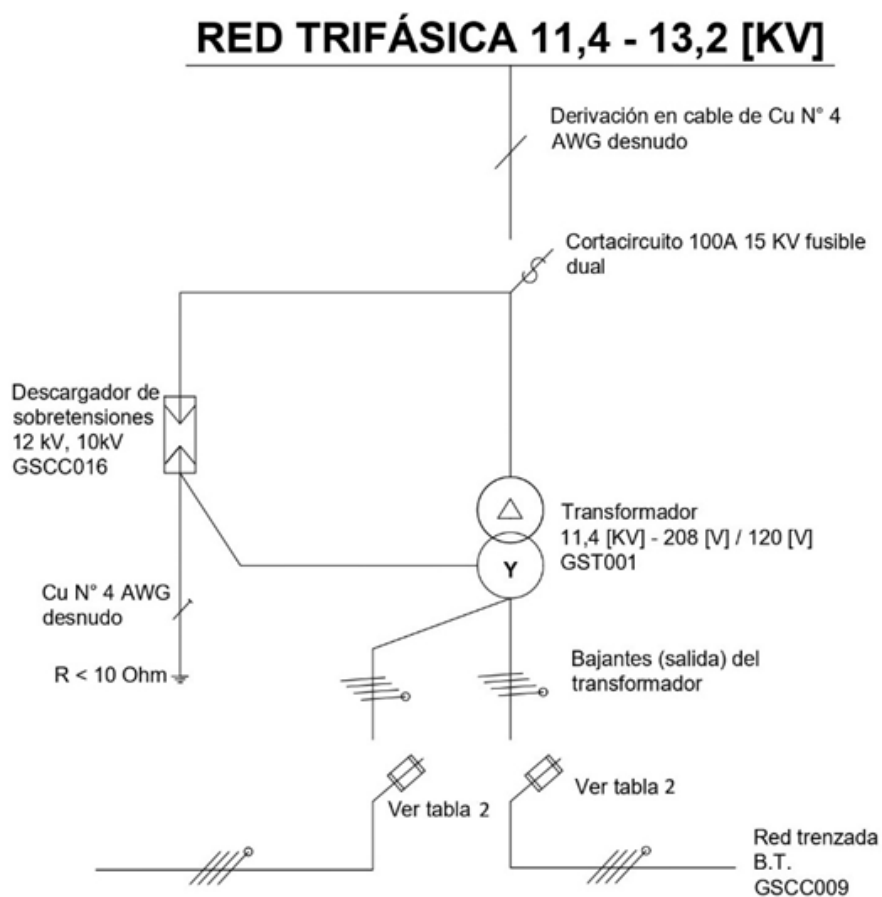 RED TRIFÁSICA 11,4 - 13,2 [KV]
Derivación en cable de Cu N° 4
AWG desnudo
Cortacircuito 100A 15 KV fusible
dual
Descargador de
sobretensiones
12 kV, 10kV
GSCC016
Transformador
11,4 [KV] - 208 [V] / 120 [V]
GST001
Y
Cu N° 4 AWG
desnudo
R < 10 Ohm
Bajantes (salida) del
transformador
Ver tabla 2
Ver tabla 2
Red trenzada
B.T.
GSCC009